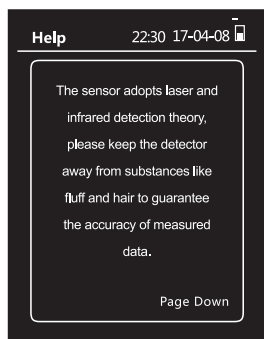 Help 22:30 17-04-08
The sensor adopts laser and
infrared detection theory,
please keep the detector
away from substances like
fluff and hair to guarantee
the accuracy of measured
data.
Page Down